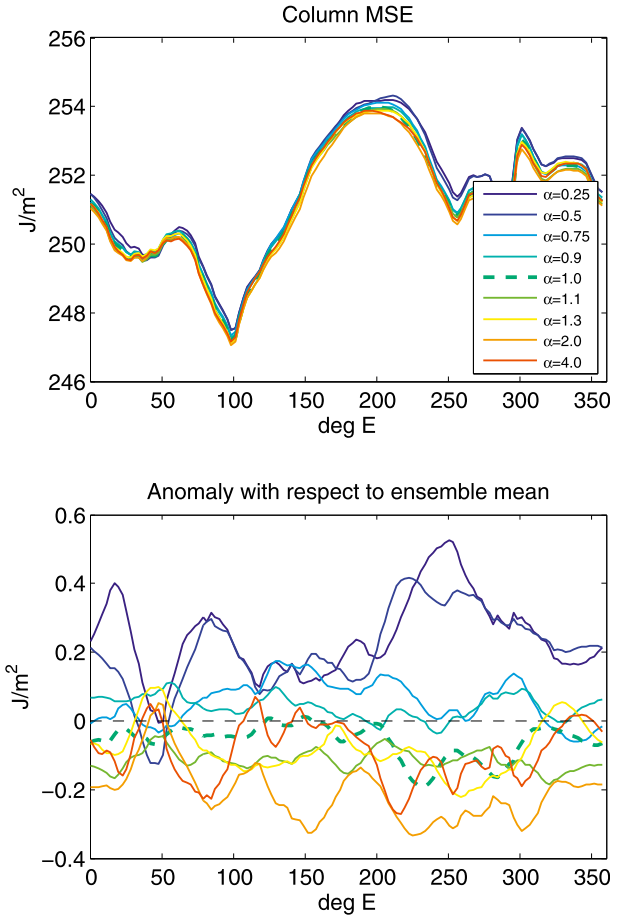 Column MSE
256
254
252
250
248
246
J/m²
0
50
100
150
200
250
300
350
deg E
α=0.25
α=0.5
α=0.75
α=0.9
α=1.0
α=1.1
α=1.3
α=2.0
α=4.0
Anomaly with respect to ensemble mean
0.6
0.4
0.2
0
−0.2
−0.4
J/m²
0
50
100
150
200
250
300
350
deg E